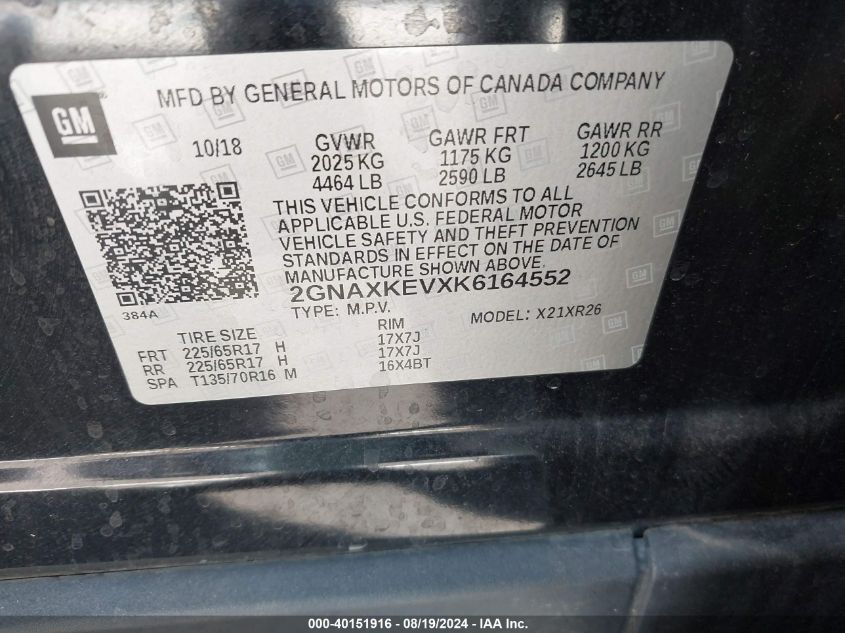 MFD BY GENERAL MOTORS OF CANADA COMPANY
GM
10/18 GVWR GAWR FRT GAWR RR
2025 KG 1175 KG 1200 KG
4464 LB 2590 LB 2645 LB
THIS VEHICLE CONFORMS TO ALL
APPLICABLE U.S. FEDERAL MOTOR
VEHICLE SAFETY AND THEFT PREVENTION
STANDARDS IN EFFECT ON THE DATE OF
MANUFACTURE SHOWN ABOVE.
2GNAXKEVXK6164552
384A
TYPE: M.P.V. MODEL: X21XR26
TIRE SIZE RIM
FRT 225/65R17 H 17X7J
RR 225/65R17 H 17X7J
SPA T135/70R16 M 16X4BT
000-40151916 - 08/19/2024 - IAA Inc.